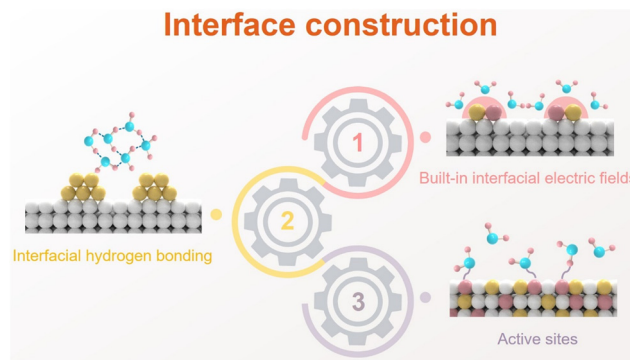 Interface construction
1
Built-in interfacial electric fields
2
Interfacial hydrogen bonding
3
Active sites